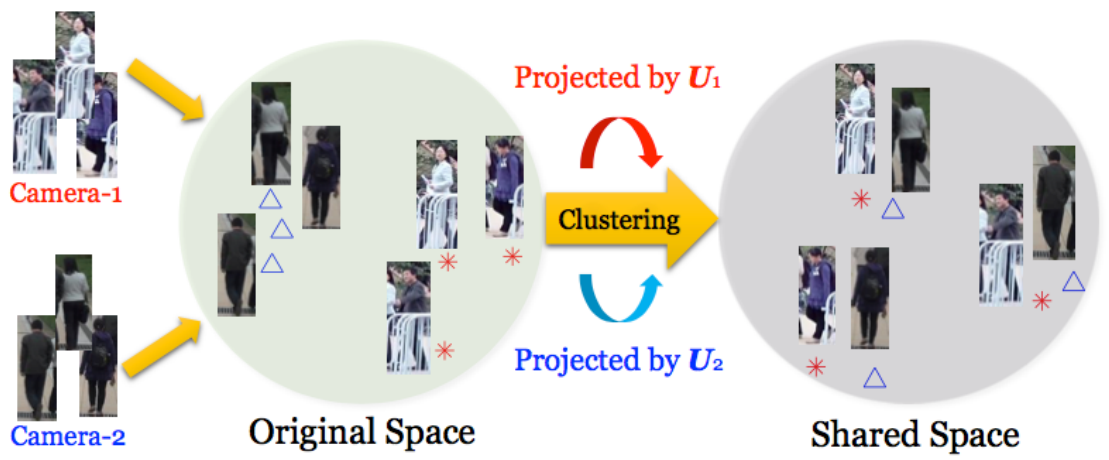 Camera-1
Camera-2
Original Space
Projected by U1
Clustering
Projected by U2
Shared Space